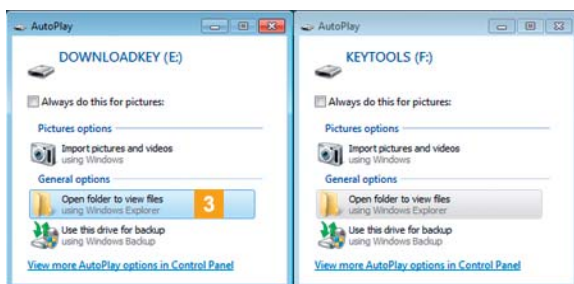 AutoPlay
DOWNLOADKEY (E:)
Always do this for pictures:
Pictures options
Import pictures and videos
using Windows
General options
Open folder to view files
using Windows Explorer
3
Use this drive for backup
using Windows Backup
View more AutoPlay options in Control Panel
AutoPlay
KEYTOOLS (F:)
Always do this for pictures:
Pictures options
Import pictures and videos
using Windows
General options
Open folder to view files
using Windows Explorer
Use this drive for backup
using Windows Backup
View more AutoPlay options in Control Panel